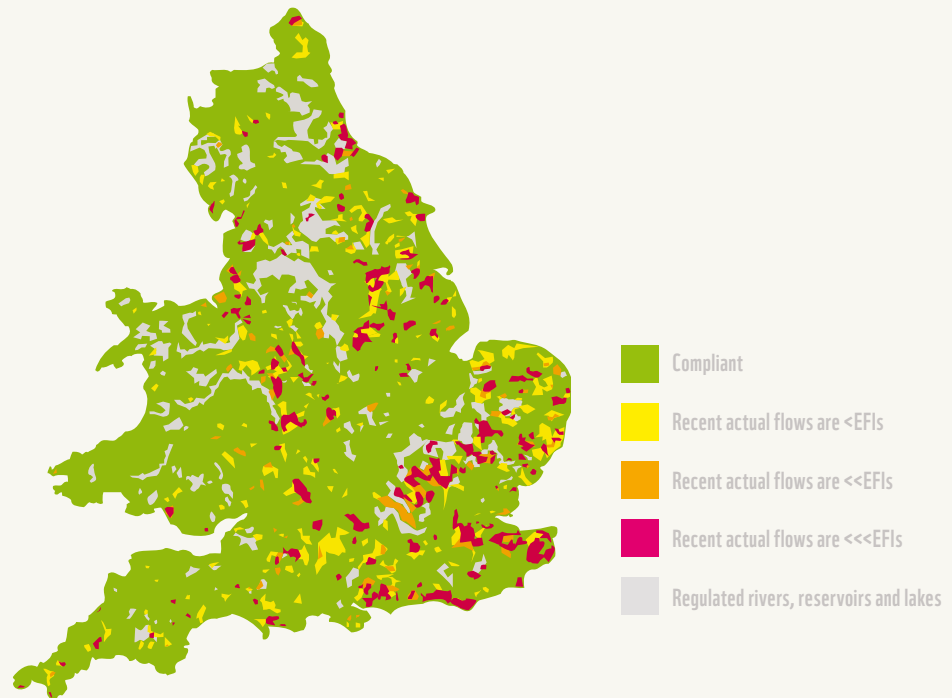 Compliant
Recent actual flows are <EFIs
Recent actual flows are <<EFIs
Recent actual flows are <<<EFIs
Regulated rivers, reservoirs and lakes